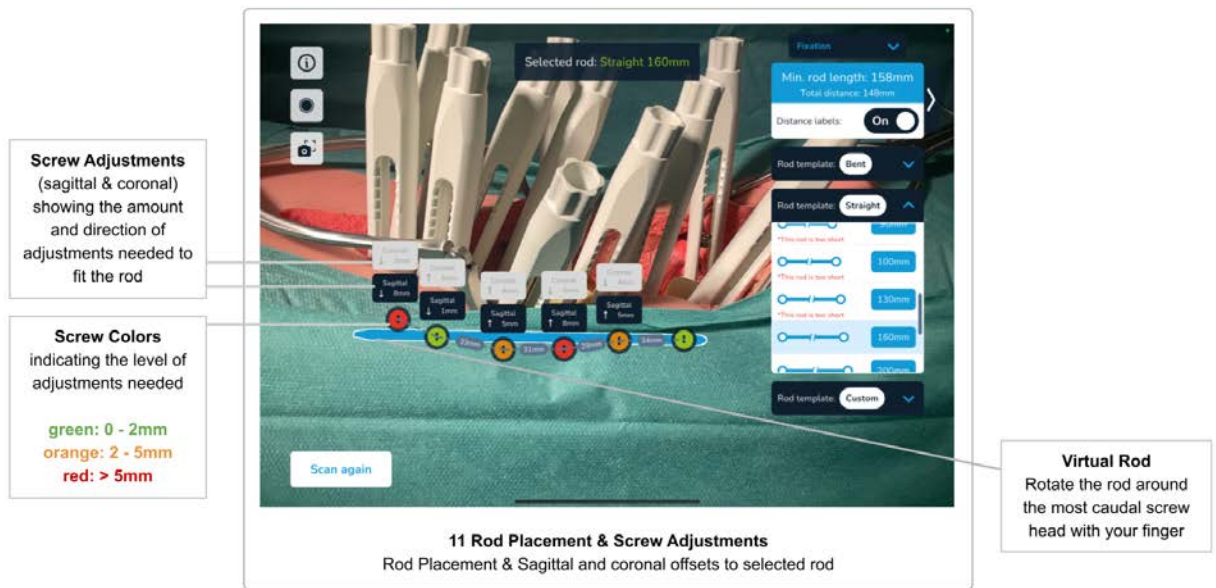 Selected rod: Straight 160mm
Fixation
Min. rod length: 158mm
Total distance: 148mm
Distance labels: On
Rod template: Bent
Rod template: Straight
*This rod is too short
100mm
*This rod is too short
130mm
*This rod is too short
160mm
200mm
Rod template: Custom
Screw Adjustments
(sagittal & coronal)
showing the amount
and direction of
adjustments needed to
fit the rod
Coronal
Sagittal
↓ 8mm
Coronal
Sagittal
↓ 1mm
Coronal
Sagittal
↑ 5mm
Coronal
Sagittal
↑ 8mm
Coronal
Sagittal
↑ 5mm
31mm
Screw Colors
indicating the level of
adjustments needed
green: 0 - 2mm
orange: 2 - 5mm
red: > 5mm
Scan again
Virtual Rod
Rotate the rod around
the most caudal screw
head with your finger
11 Rod Placement & Screw Adjustments
Rod Placement & Sagittal and coronal offsets to selected rod